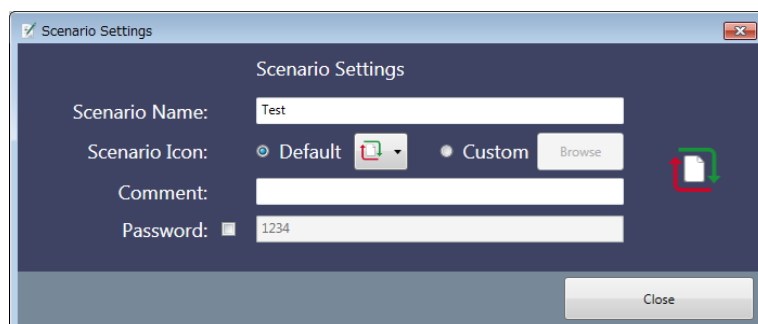 Scenario Settings
Scenario Settings
Scenario Name: Test
Scenario Icon: Default Custom Browse
Comment:
Password: 1234
Close